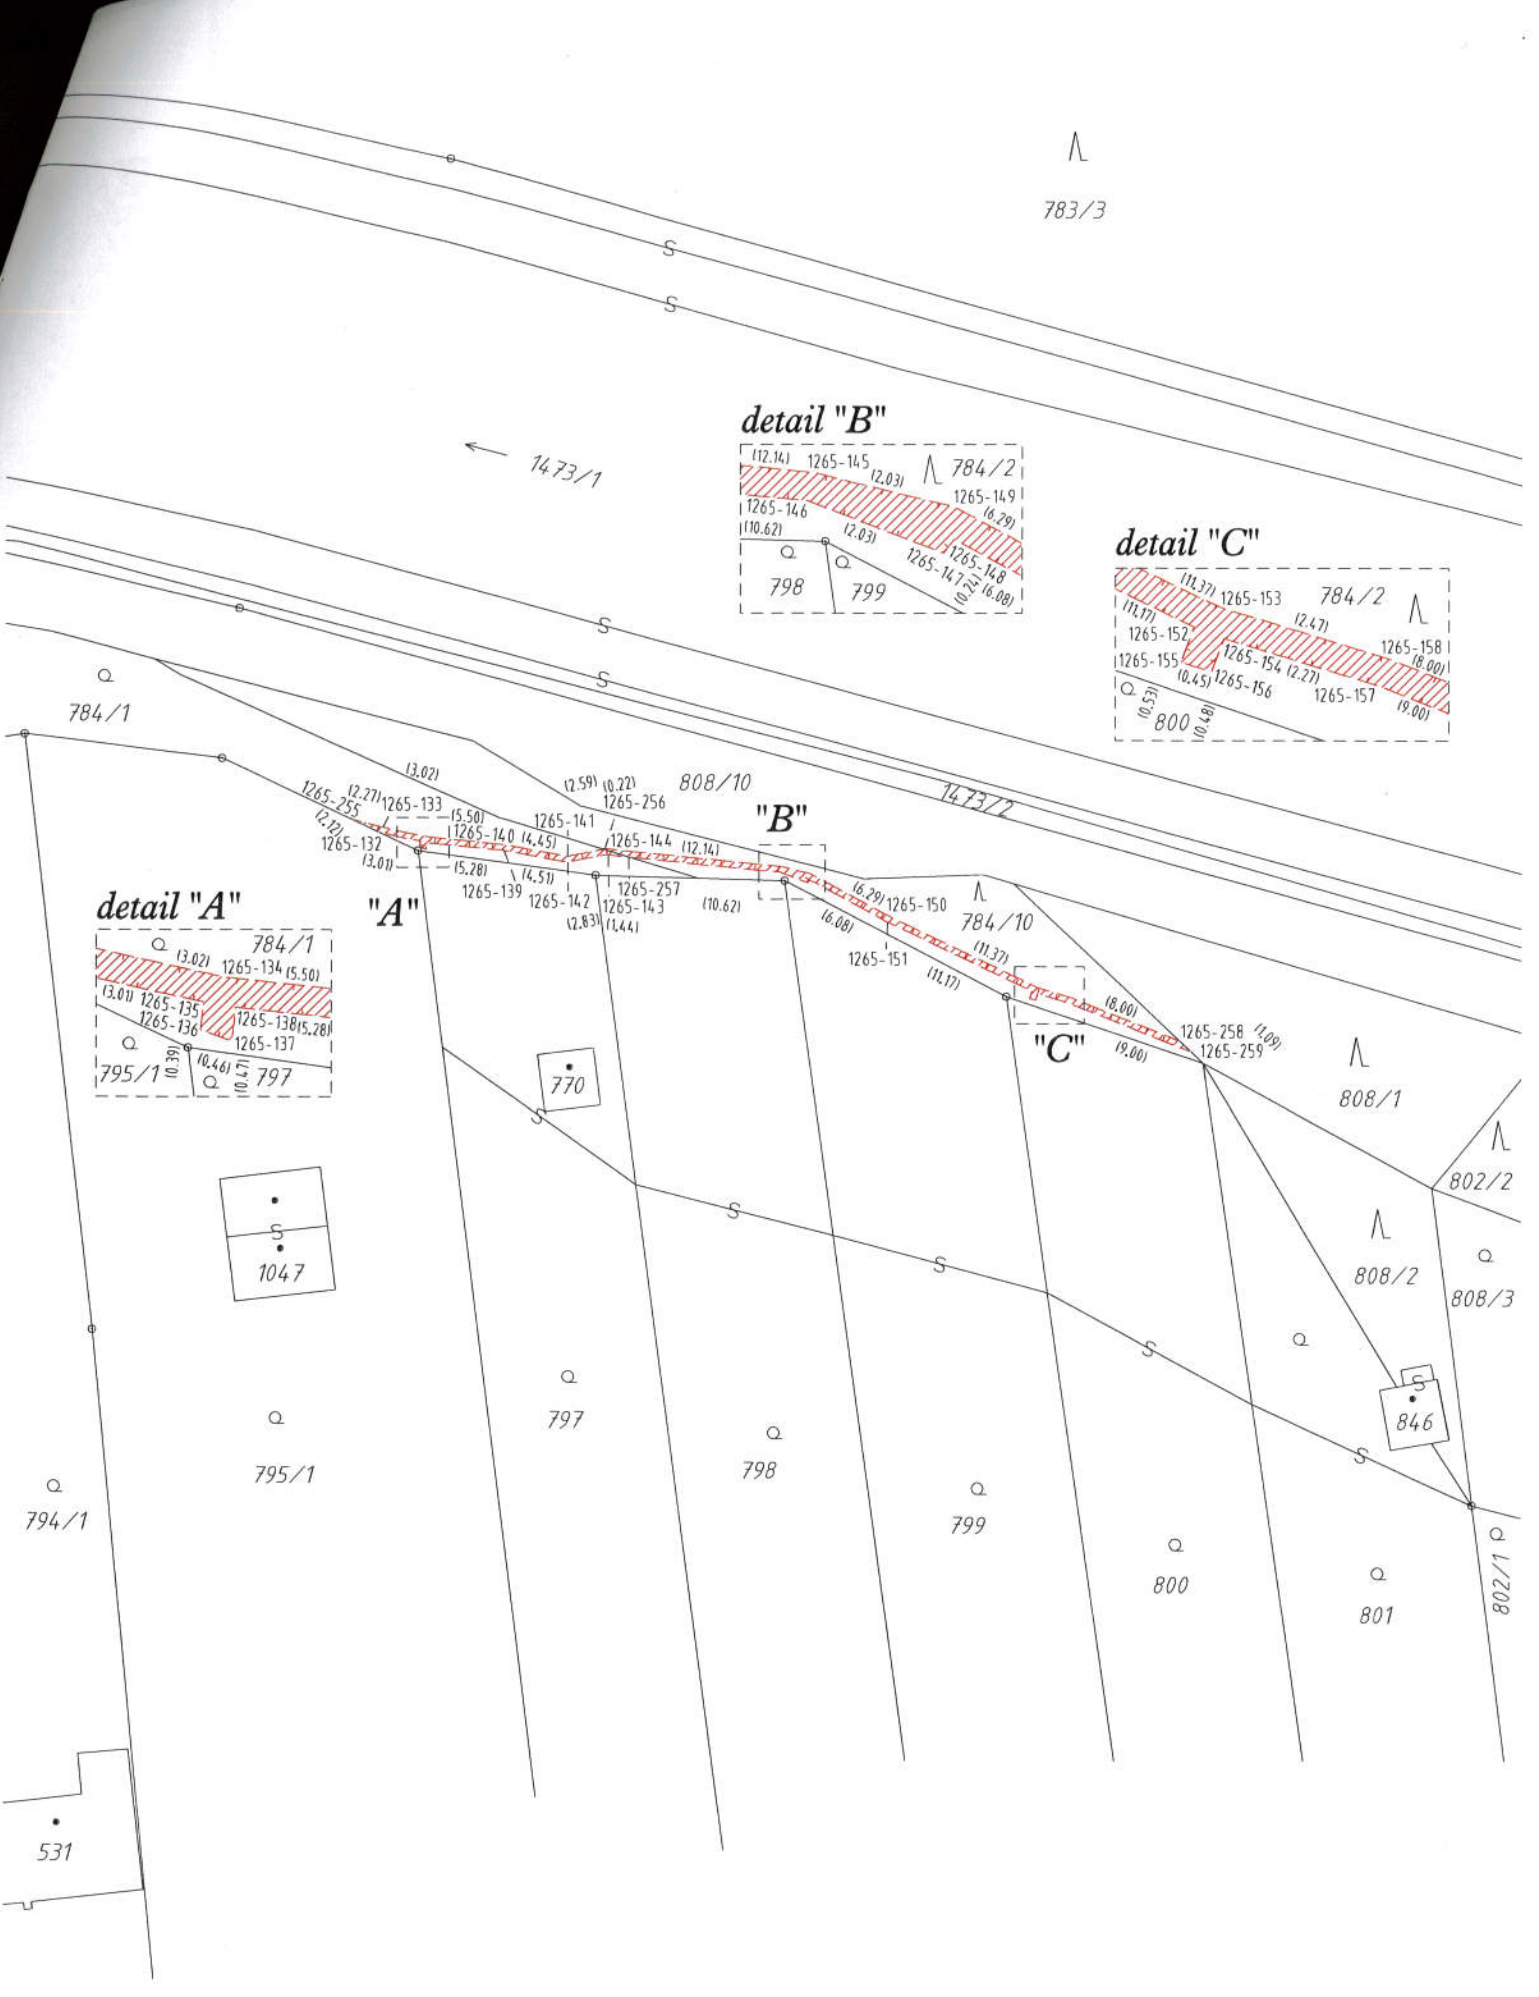 783/3
S
S
1473/1
detail "B"
(12.14) 1265-145 (2.03) 784/2
1265-149
1265-146 (6.29)
(10.62) (2.03) 1265-148
1265-147 (6.08)
798 799
detail "C"
(11.37) 1265-153 784/2
(11.17) (2.47)
1265-152 1265-158
1265-155 1265-154 (2.27) (8.00)
(0.45) 1265-156 1265-157
(0.53) 800 (0.48) (9.00)
S
S
784/1
(3.02)
(2.59) (0.22) 808/10
1265-256
1473/2
1265-255 (2.27) 1265-133 (5.50) 1265-141
"B"
(2.12) 1265-140 (4.45) 1265-144 (12.14)
1265-132
(3.01) (5.28) (4.51) 1265-257
1265-139 1265-142 1265-143 (10.62)
(2.83) (1.44)
(6.29) 1265-150 784/10
(6.08)
1265-151 (11.37)
(11.17)
"A"
detail "A"
784/1
(3.02) 1265-134 (5.50)
(3.01) 1265-135
1265-136 1265-138 (5.28)
1265-137
795/1 (0.39) (0.46) (0.47) 797
(8.00) 1265-258 (1.09)
"C" (9.00) 1265-259
808/1
770
S
802/2
S
S
1047
S
808/2
808/3
S
S
846
S
797
795/1
798
794/1
799
800
801
802/1
531